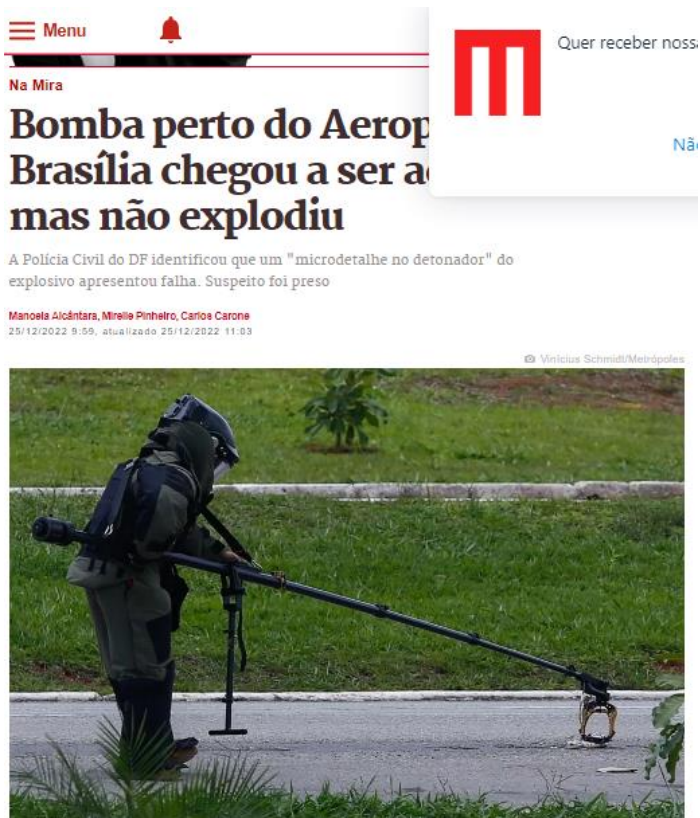 Menu
Quer receber nossa
Não
Na Mira
Bomba perto do Aerop
Brasília chegou a ser a
mas não explodiu
A Polícia Civil do DF identificou que um "microdetalhe no detonador" do
explosivo apresentou falha. Suspeito foi preso
Manoela Alcântara, Mirelle Pinheiro, Carlos Carone
25/12/2022 9:59, atualizado 25/12/2022 11:03
Vinícius Schmidt/Metrópoles